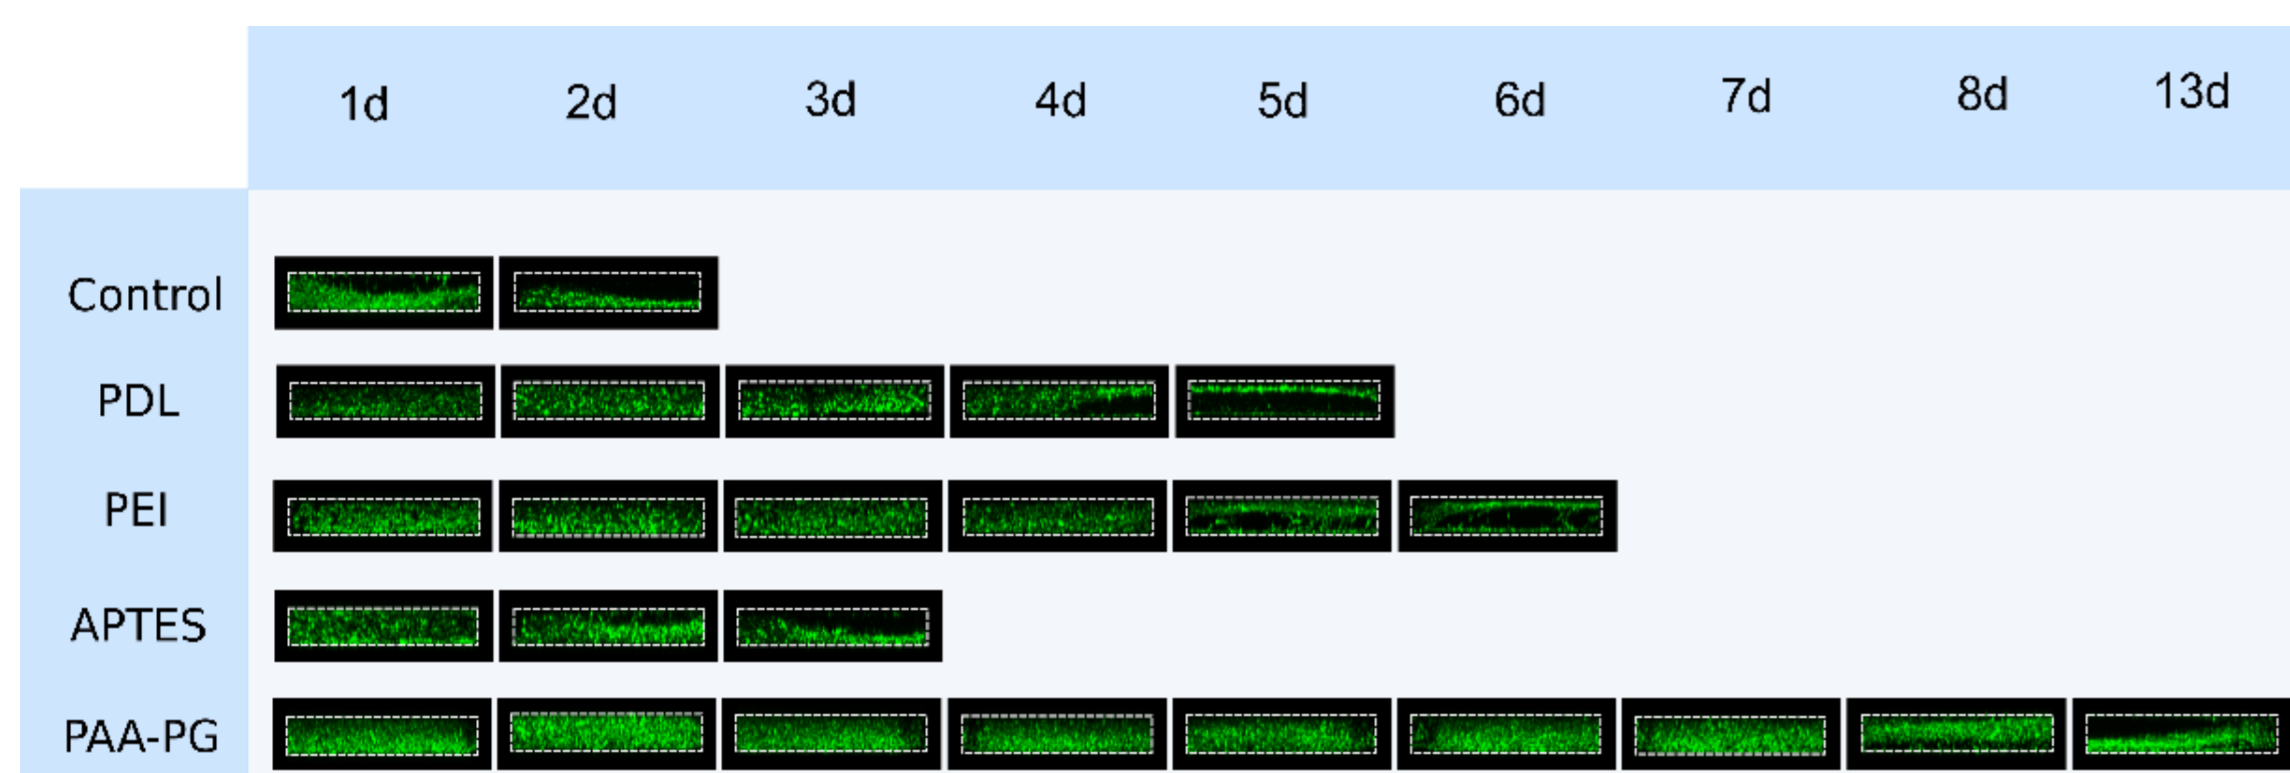 1d 2d 3d 4d 5d 6d 7d 8d 13d
Control
PDL
PEI
APTES
PAA-PG